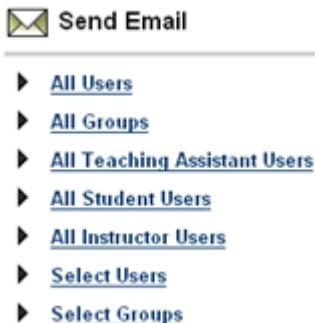 Send Email
All Users
All Groups
All Teaching Assistant Users
All Student Users
All Instructor Users
Select Users
Select Groups